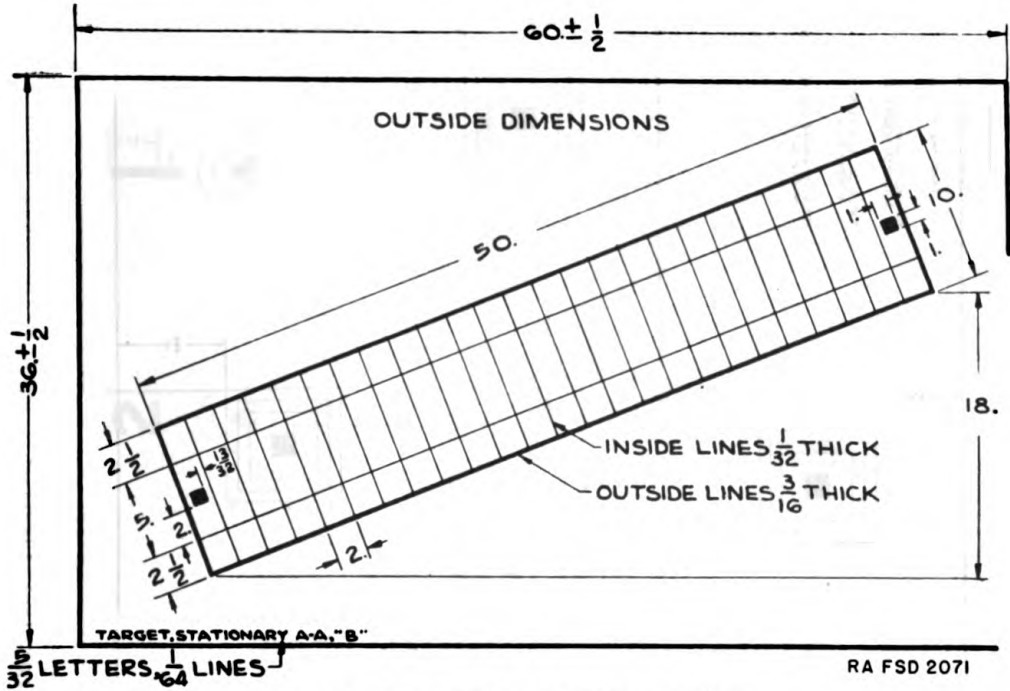 60.± 1/2
OUTSIDE DIMENSIONS
50.
10.
1.
1.
36.± 1/2
18.
2 1/2
13/32
5.
2.
2 1/2
2.
INSIDE LINES 1/32 THICK
OUTSIDE LINES, 3/16 THICK
TARGET, STATIONARY A-A, "B"
5/32 LETTERS, 1/64 LINES
RA FSD 2071